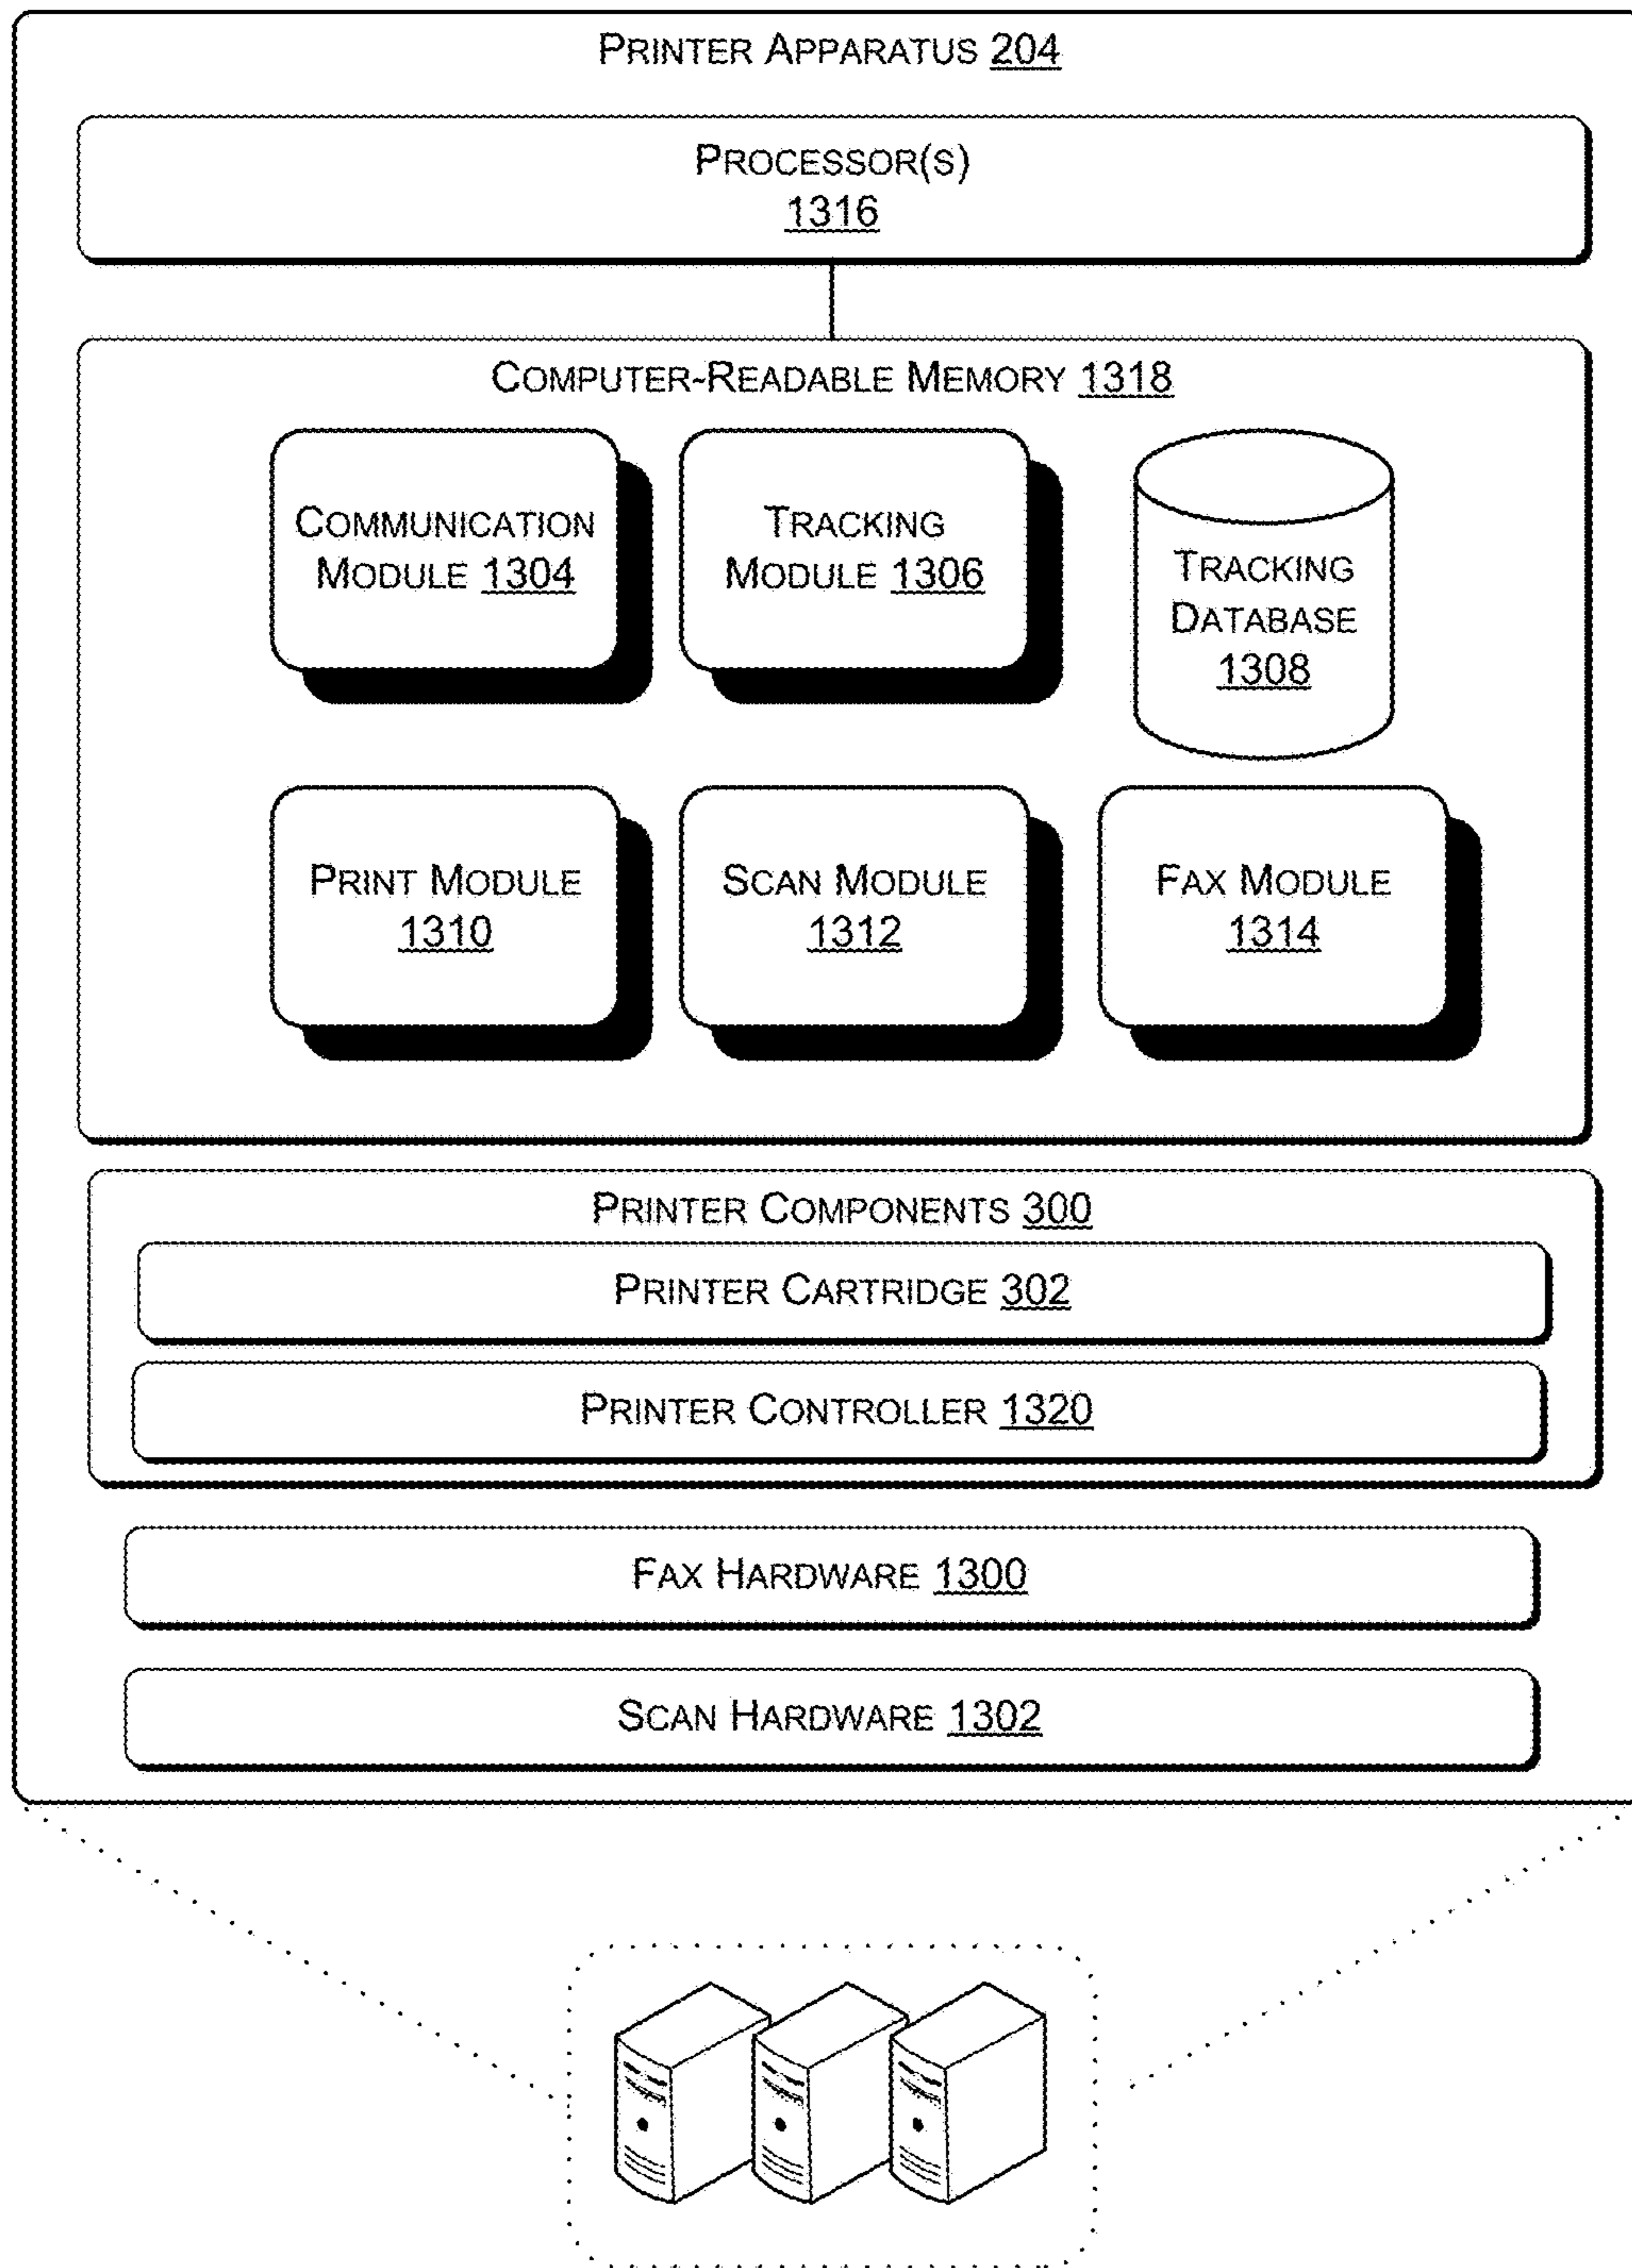 PRINTER APPARATUS 204
PROCESSOR(S)
1316
COMPUTER-READABLE MEMORY 1318
COMMUNICATION
MODULE 1304
TRACKING
MODULE 1306
TRACKING
DATABASE
1308
PRINT MODULE
1310
SCAN MODULE
1312
FAX MODULE
1314
PRINTER COMPONENTS 300
PRINTER CARTRIDGE 302
PRINTER CONTROLLER 1320
FAX HARDWARE 1300
SCAN HARDWARE 1302